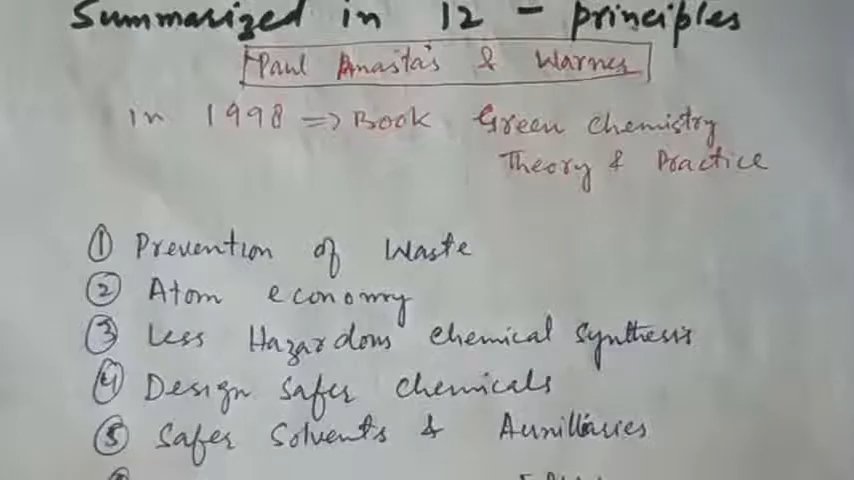 Summarized in 12 - principles
Paul Anastas & Warnes
in 1998 => Book Green chemistry
Theory & Practice
① Prevention of Waste
② Atom economy
③ Less Hazardous chemical synthesis
④ Design safer chemicals
⑤ Safer Solvents & Auxilliaries